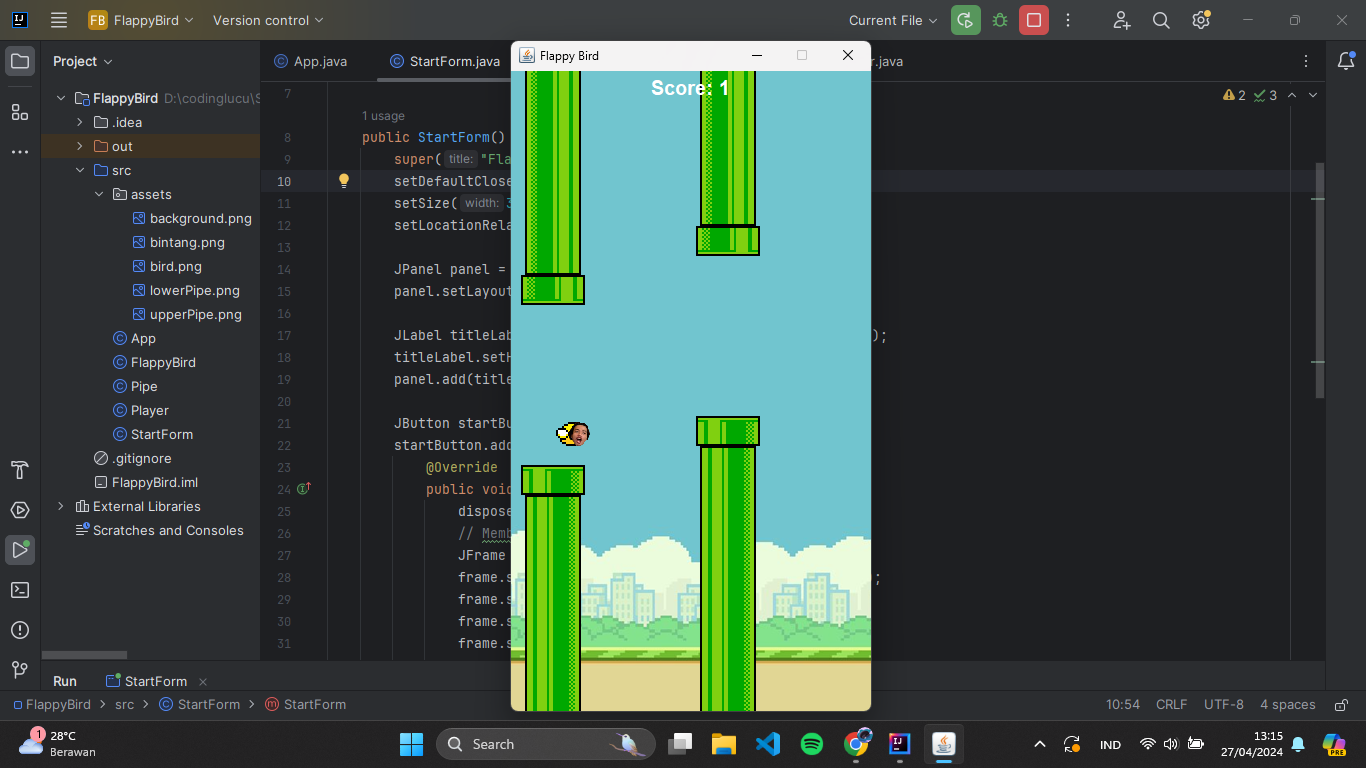 FB FlappyBird Version control Current File
Project
App.java StartForm.java r.java
Flappy Bird
Score: 1
FlappyBird D:\codinglucu\S
.idea
out
src
assets
background.png
bintang.png
bird.png
lowerPipe.png
upperPipe.png
App
FlappyBird
Pipe
Player
StartForm
.gitignore
FlappyBird.iml
External Libraries
Scratches and Consoles
2 3
7
1 usage
8 public StartForm()
9 super( title: "Fla
10 setDefaultClose
11 setSize( width: 3
12 setLocationRela
13
14 JPanel panel =
15 panel.setLayout
16
17 JLabel titleLab );
18 titleLabel.setH
19 panel.add(title
20
21 JButton startBu
22 startButton.add
23 @Override
24 public void
25 dispose
26 // Memb
27 JFrame
28 frame.s ;
29 frame.s
30 frame.s
31 frame.s
Run StartForm
FlappyBird src StartForm StartForm
10:54 CRLF UTF-8 4 spaces
1
28°C
Berawan
Search
IND
13:15
27/04/2024
PRE